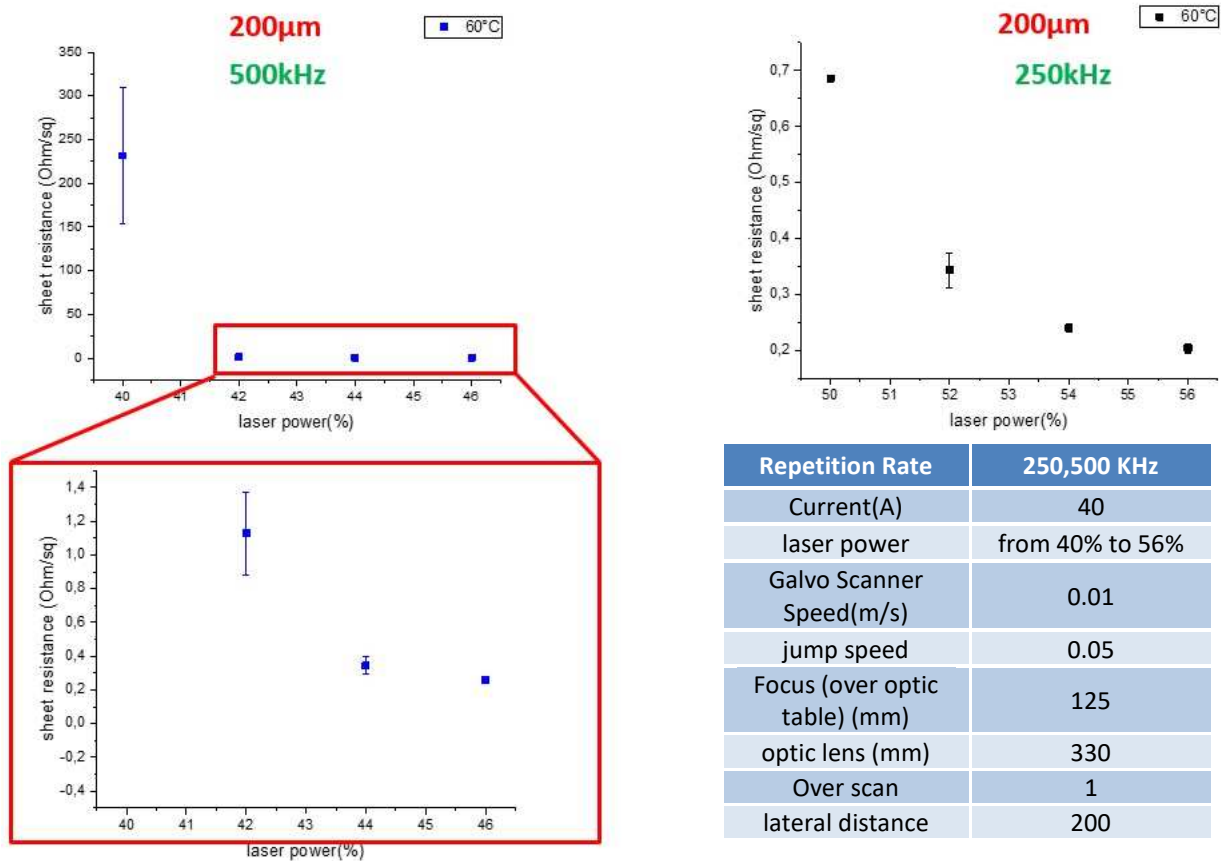 200µm
500kHz
60°C
350
300
250
200
150
100
50
0
sheet resistance (Ohm/sq)
40 41 42 43 44 45 46
laser power(%)
1,4
1,2
1,0
0,8
0,6
0,4
0,2
0,0
-0,2
-0,4
sheet resistance (Ohm/sq)
40 41 42 43 44 45 46
laser power(%)
200µm
250kHz
60°C
0,7
0,6
0,5
0,4
0,3
0,2
sheet resistance (Ohm/sq)
50 51 52 53 54 55 56
laser power(%)
Repetition Rate 250,500 KHz
Current(A) 40
laser power from 40% to 56%
Galvo Scanner
Speed(m/s) 0.01
jump speed 0.05
Focus (over optic
table) (mm) 125
optic lens (mm) 330
Over scan 1
lateral distance 200